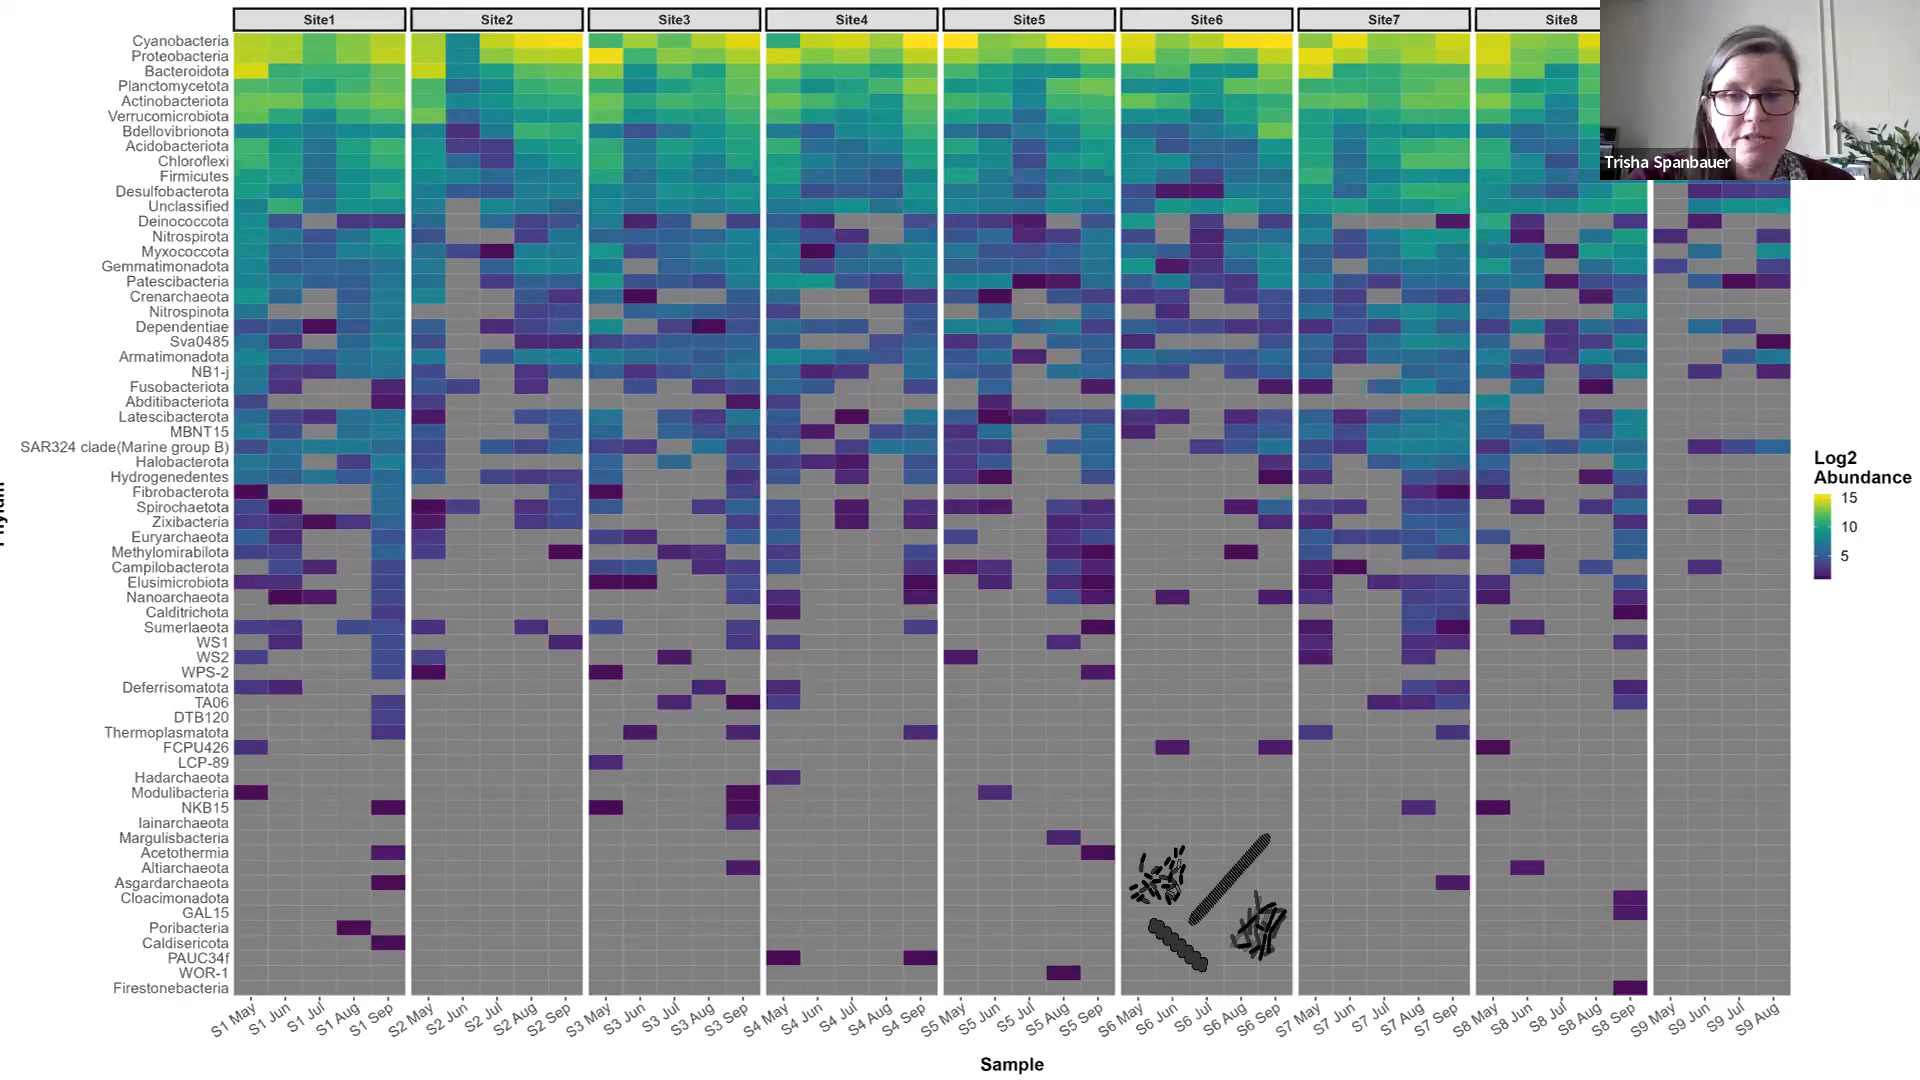 Site1 Site2 Site3 Site4 Site5 Site6 Site7 Site8
Cyanobacteria
Proteobacteria
Bacteroidota
Planctomycetota
Actinobacteriota
Verrucomicrobiota
Bdellovibrionota
Acidobacteriota
Chloroflexi
Firmicutes
Desulfobacterota
Unclassified
Deinococcota
Nitrospirota
Myxococcota
Gemmatimonadota
Patescibacteria
Crenarchaeota
Nitrospinota
Dependentiae
Sva0485
Armatimonadota
NB1-j
Fusobacteriota
Abditibacteriota
Latescibacterota
MBNT15
SAR324 clade(Marine group B)
Halobacterota
Hydrogenedentes
Fibrobacterota
Spirochaetota
Zixibacteria
Euryarchaeota
Methylomirabilota
Campilobacterota
Elusimicrobiota
Nanoarchaeota
Calditrichota
Sumerlaeota
WS1
WS2
WPS-2
Deferrisomatota
TA06
DTB120
Thermoplasmatota
FCPU426
LCP-89
Hadarchaeota
Modulibacteria
NKB15
Iainarchaeota
Margulisbacteria
Acetothermia
Altiarchaeota
Asgardarchaeota
Cloacimonadota
GAL15
Poribacteria
Caldisericota
PAUC34f
WOR-1
Firestonebacteria
S1 May S1 Jun S1 Jul S1 Aug S1 Sep S2 May S2 Jun S2 Jul S2 Aug S2 Sep S3 May S3 Jun S3 Jul S3 Aug S3 Sep S4 May S4 Jun S4 Jul S4 Aug S4 Sep S5 May S5 Jun S5 Jul S5 Aug S5 Sep S6 May S6 Jun S6 Jul S6 Aug S6 Sep S7 May S7 Jun S7 Jul S7 Aug S7 Sep S8 May S8 Jun S8 Jul S8 Aug S8 Sep S9 May S9 Jun S9 Jul S9 Aug
Sample
Log2
Abundance
15
10
5
Trisha Spanbauer